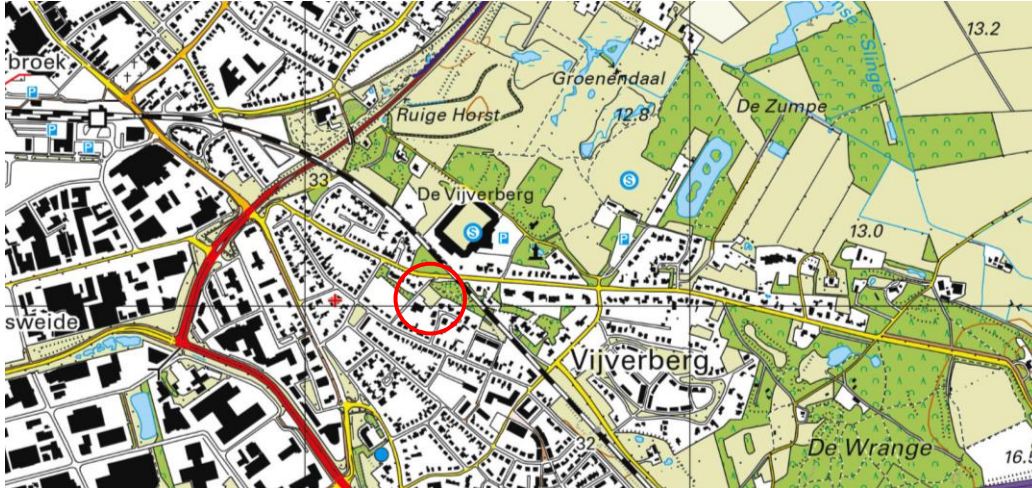 13.2
nse
Slinge
broek
P
Groenendaal
De Zumpe
P
Ruige Horst
12.8
P
33
S
De Vijverberg
S
P
P
13.0
sweide
Vijverberg
32
De Wrange
16.5